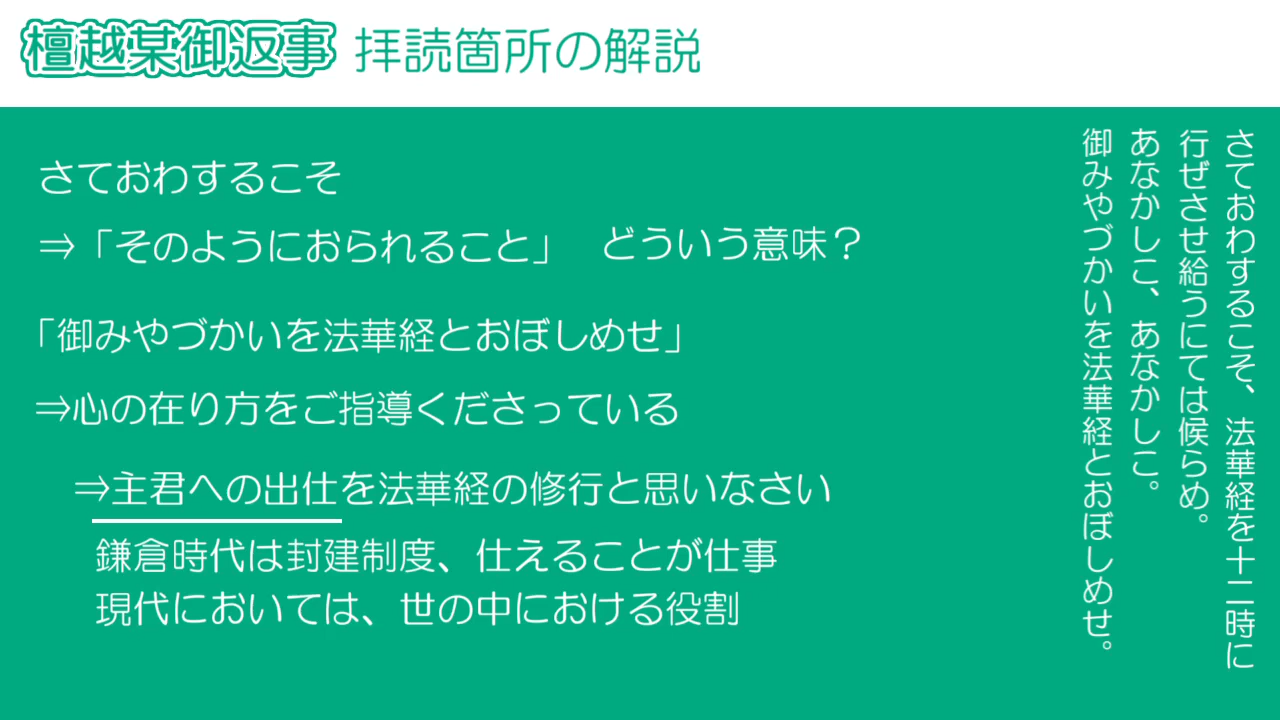 檀越某御返事 拝読箇所の解説
さておわするこそ
⇒「そのようにおられること」 どういう意味？
「御みやづかいを法華経とおぼしめせ」
⇒心の在り方をご指導くださっている
⇒主君への出仕を法華経の修行と思いなさい
鎌倉時代は封建制度、仕えることが仕事
現代においては、世の中における役割
さておわするこそ、法華経を十二時に
行ぜさせ給うにては候らめ。
あなかしこ、あなかしこ。
御みやづかいを法華経とおぼしめせ。